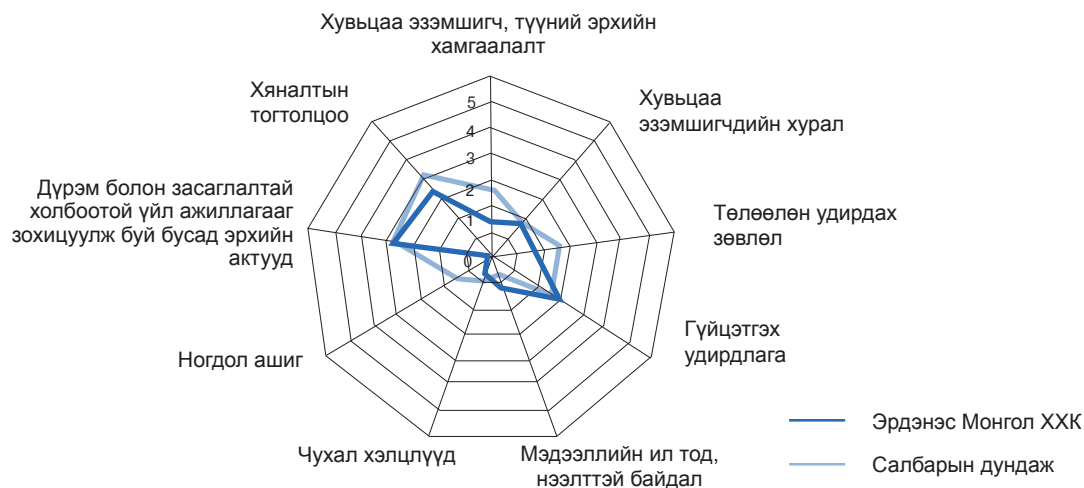 Хувьцаа эзэмшигч, түүний эрхийн
хамгаалалт
Хувьцаа
эзэмшигчдийн хурал
Төлөөлөн удирдах
зөвлөл
Гүйцэтгэх
удирдлага
Мэдээллийн ил тод,
нээлттэй байдал
Чухал хэлцлүүд
Ногдол ашиг
Дүрэм болон засаглалтай
холбоотой үйл ажиллагааг
зохицуулж буй бусад эрхийн
актууд
Хяналтын
тогтолцоо
5
4
3
2
1
0
Эрдэнэс Монгол ХХК
Салбарын дундаж